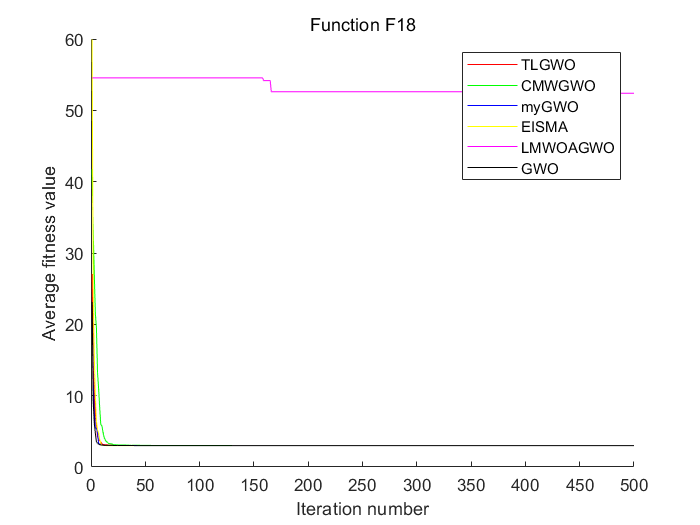 Function F18
60
50
40
30
20
10
0
Average fitness value
TLGWO
CMWGWO
myGWO
EISMA
LMWOAGWO
GWO
0 50 100 150 200 250 300 350 400 450 500
Iteration number